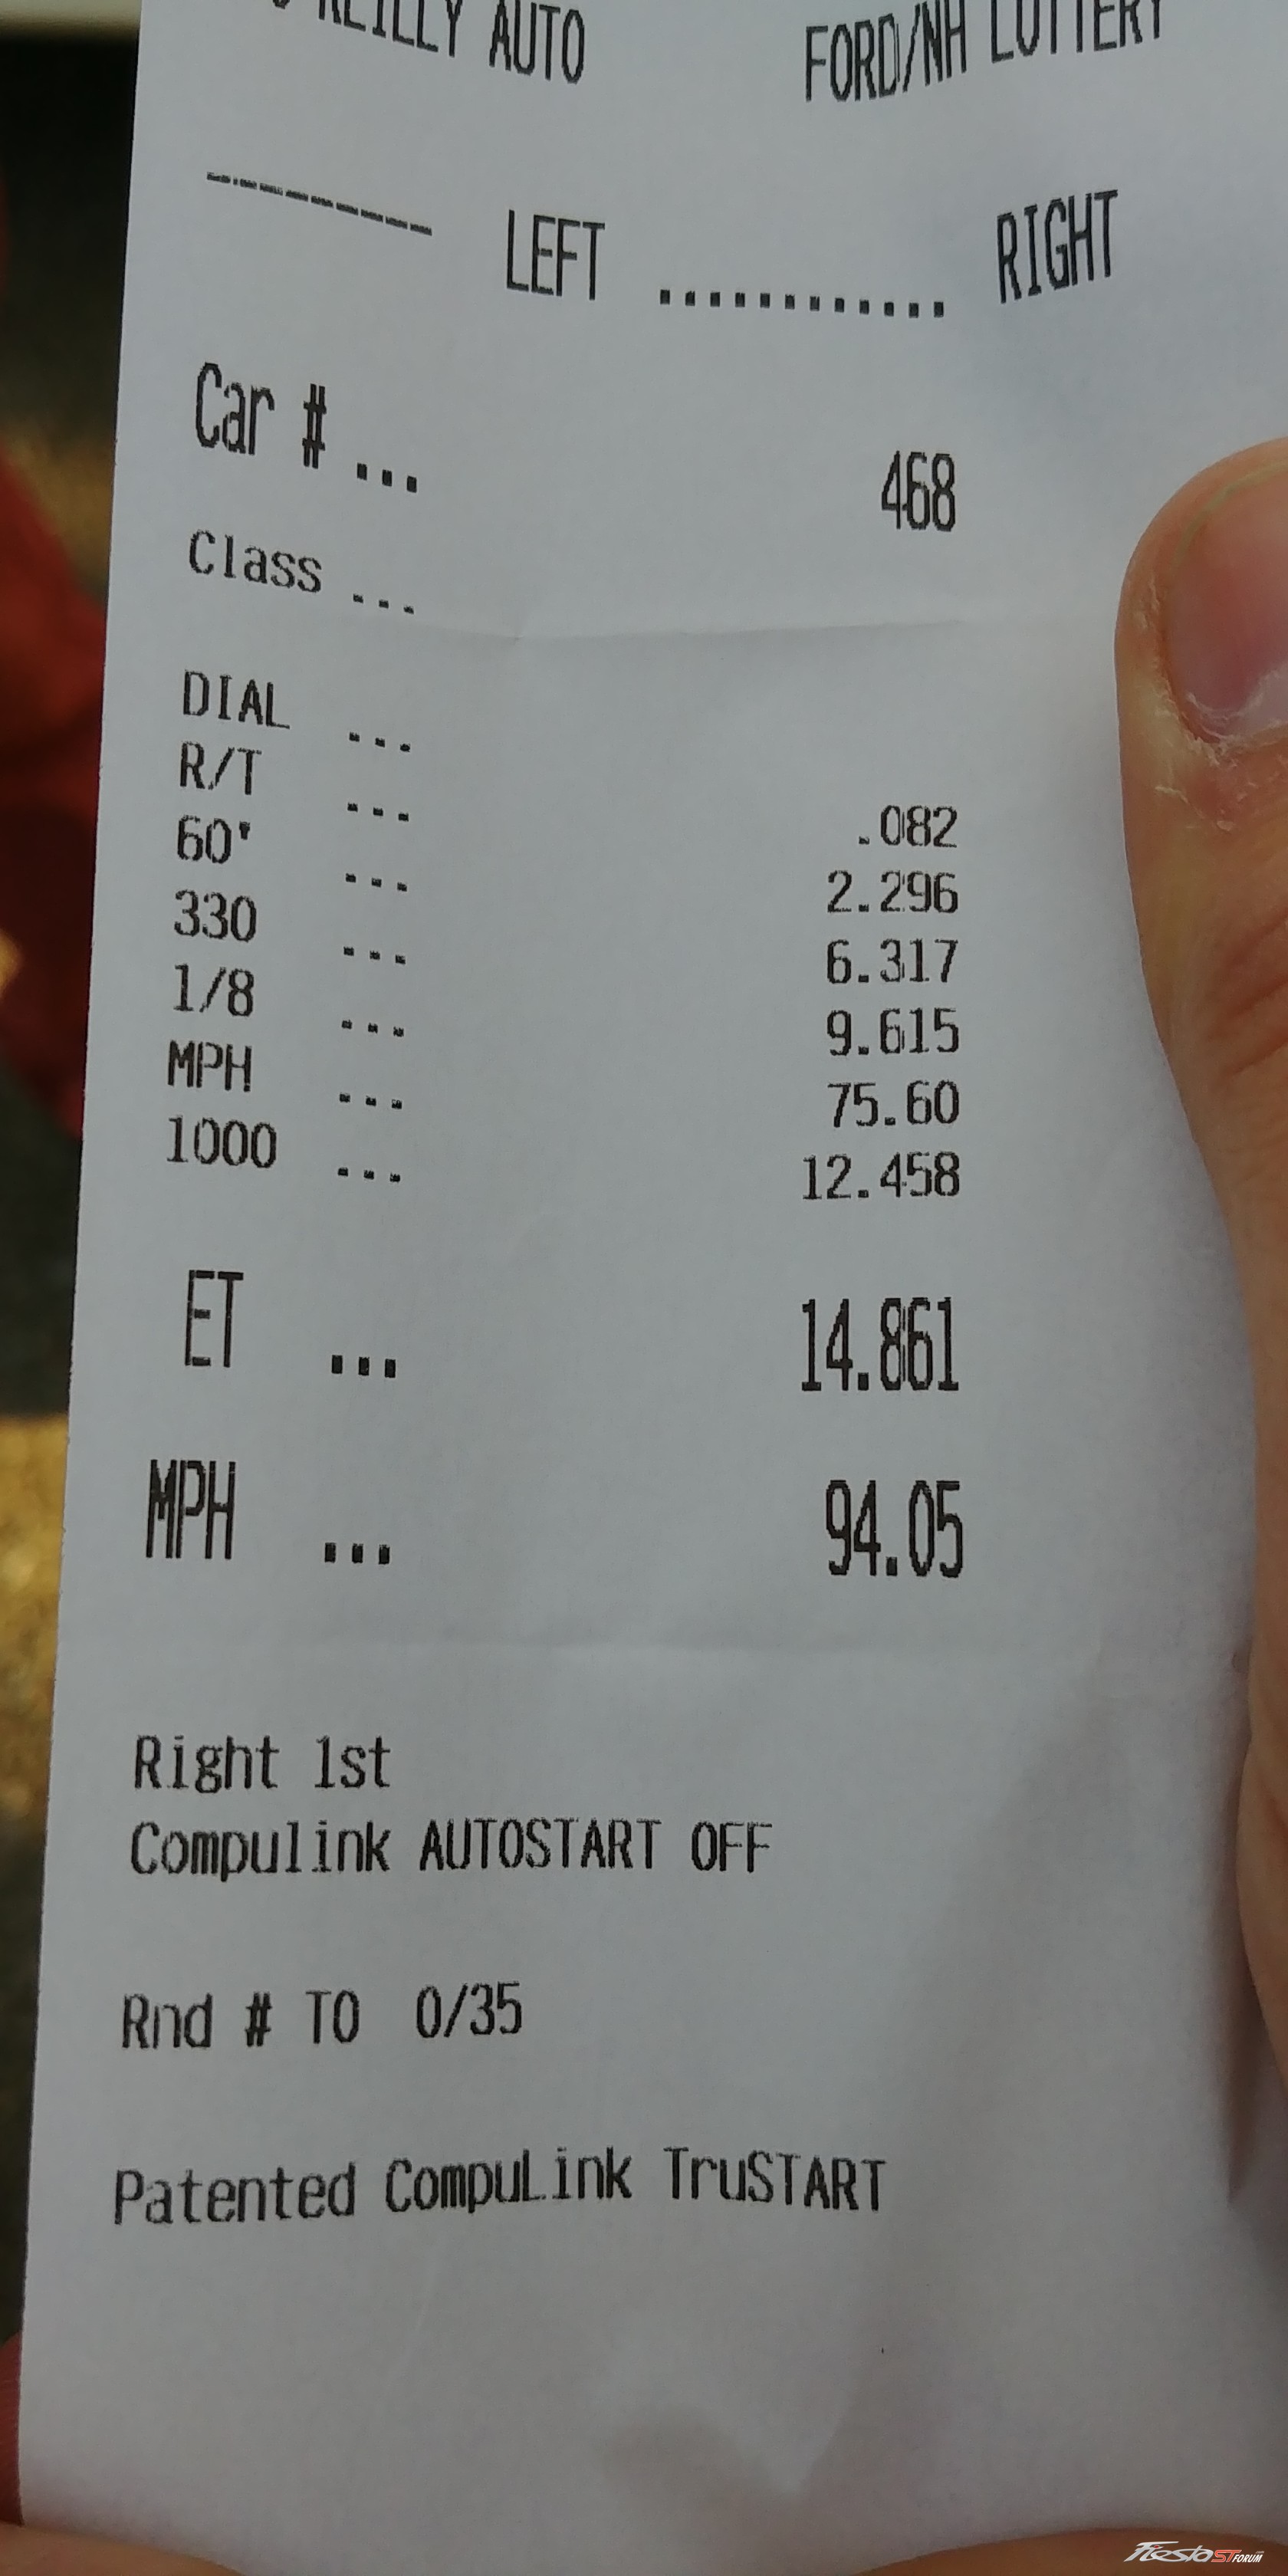 O'REILLY AUTO FORD/NH LOTTERY
-------- LEFT ............ RIGHT
Car # ... 468
Class ...
DIAL ...
R/T ... .082
60' ... 2.296
330 ... 6.317
1/8 ... 9.615
MPH ... 75.60
1000 ... 12.458
ET ... 14.861
MPH ... 94.05
Right 1st
Compulink AUTOSTART OFF
Rnd # TO 0/35
Patented CompuLink TruSTART
FiestaST FORUM